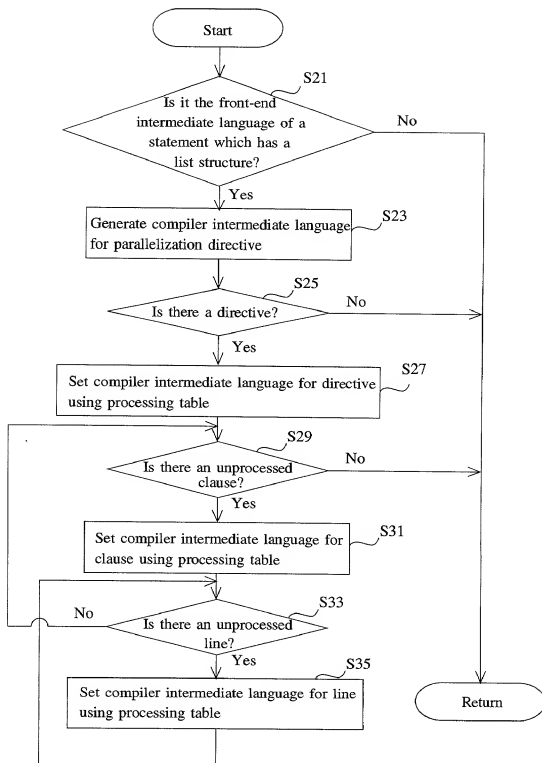 Start
S21
Is it the front-end
intermediate language of a
statement which has a
list structure?
No
Yes
S23
Generate compiler intermediate language
for parallelization directive
S25
Is there a directive?
No
Yes
S27
Set compiler intermediate language for directive
using processing table
S29
Is there an unprocessed
clause?
No
Yes
S31
Set compiler intermediate language for
clause using processing table
S33
No
Is there an unprocessed
line?
Yes
S35
Set compiler intermediate language for line
using processing table
Return